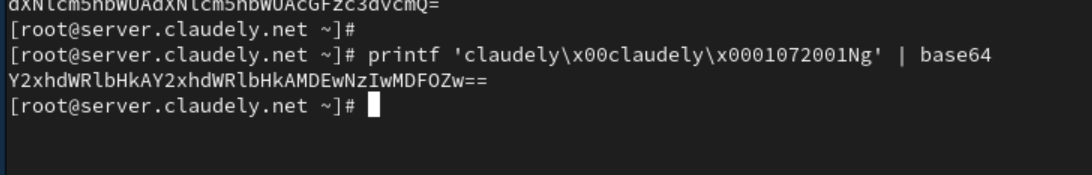 [root@server.claudely.net ~]#
[root@server.claudely.net ~]# printf 'claudely\x00claudely\x0001072001Ng' | base64
Y2xhdWRlbHkAY2xhdWRlbHkAMDEwNzIwMDFOZw==
[root@server.claudely.net ~]#